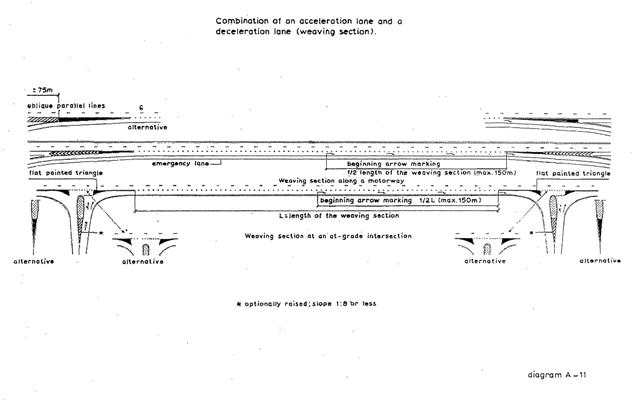 Combination of an acceleration lane and a
deceleration lane (weaving section).
± 75m
oblique parallel lines
6
alternative
alternative
emergency lane
beginning arrow marking
1/2 length of the weaving section (max. 150m)
flat painted triangle
flat painted triangle
Weaving section along a motorway
beginning arrow marking 1/2L (max. 150m)
L=length of the weaving section
*
*
Weaving section at an at-grade intersection
alternative
alternative
alternative
alternative
* optionally raised; slope 1:8 or less
diagram A-11